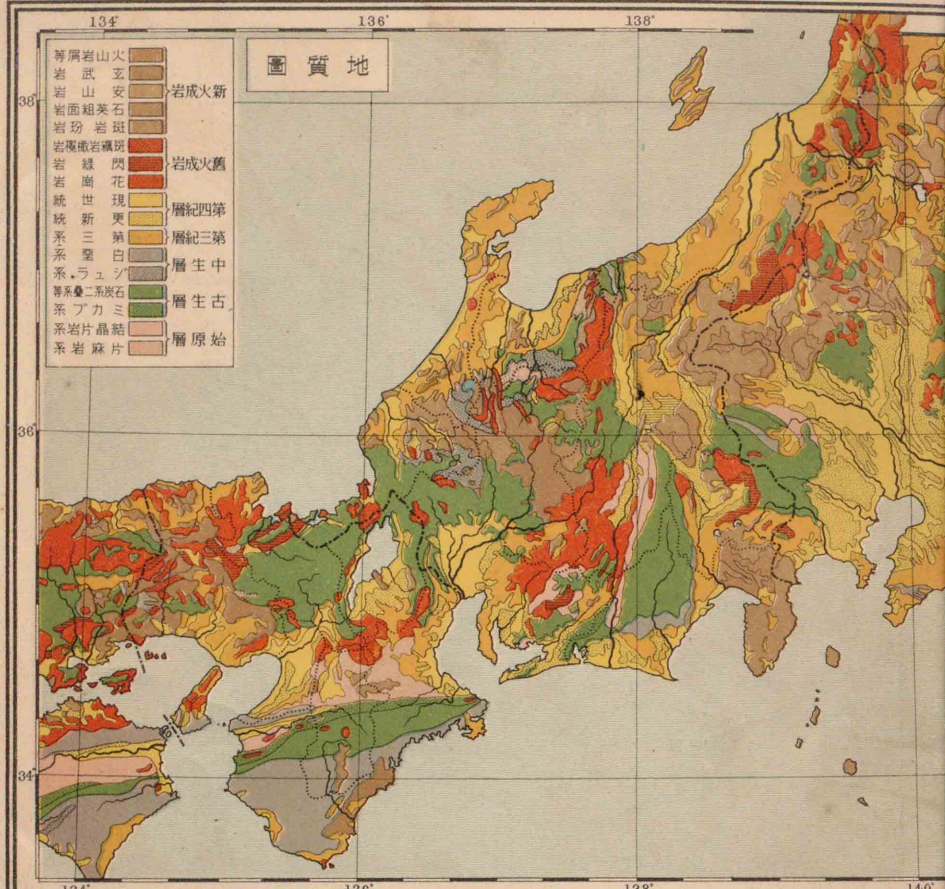 134°
136°
138°
地質圖
火山岩屑等
玄武岩
安山岩
石英粗面岩
斑岩玢岩
新火成岩
斑糲岩橄欖岩
閃緑岩
花崗岩
舊火成岩
現世統
更新統
第四紀層
第三系
第三紀層
白堊系
ジュラ系
中生層
石炭系二疊系等
ミカブ系
古生層
結晶片岩系
片麻岩系
始原層
38°
36°
34°
134°
136°
138°
140°